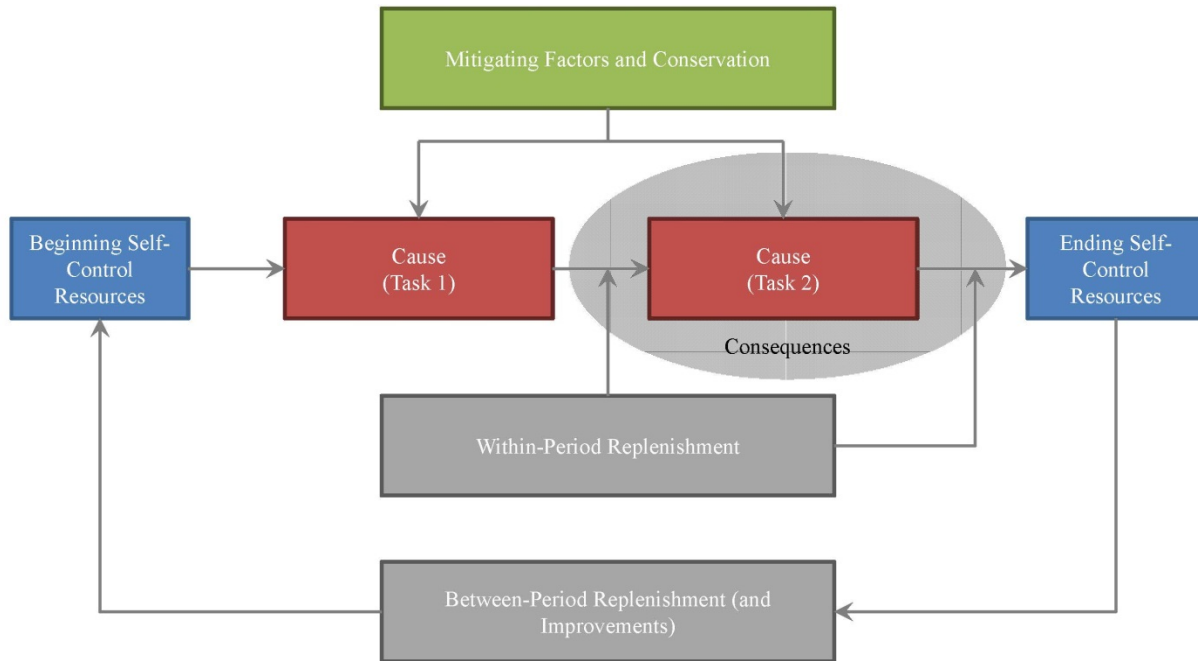 Mitigating Factors and Conservation
Beginning Self-
Control
Resources
Cause
(Task 1)
Cause
(Task 2)
Ending Self-
Control
Resources
Consequences
Within-Period Replenishment
Between-Period Replenishment (and
Improvements)